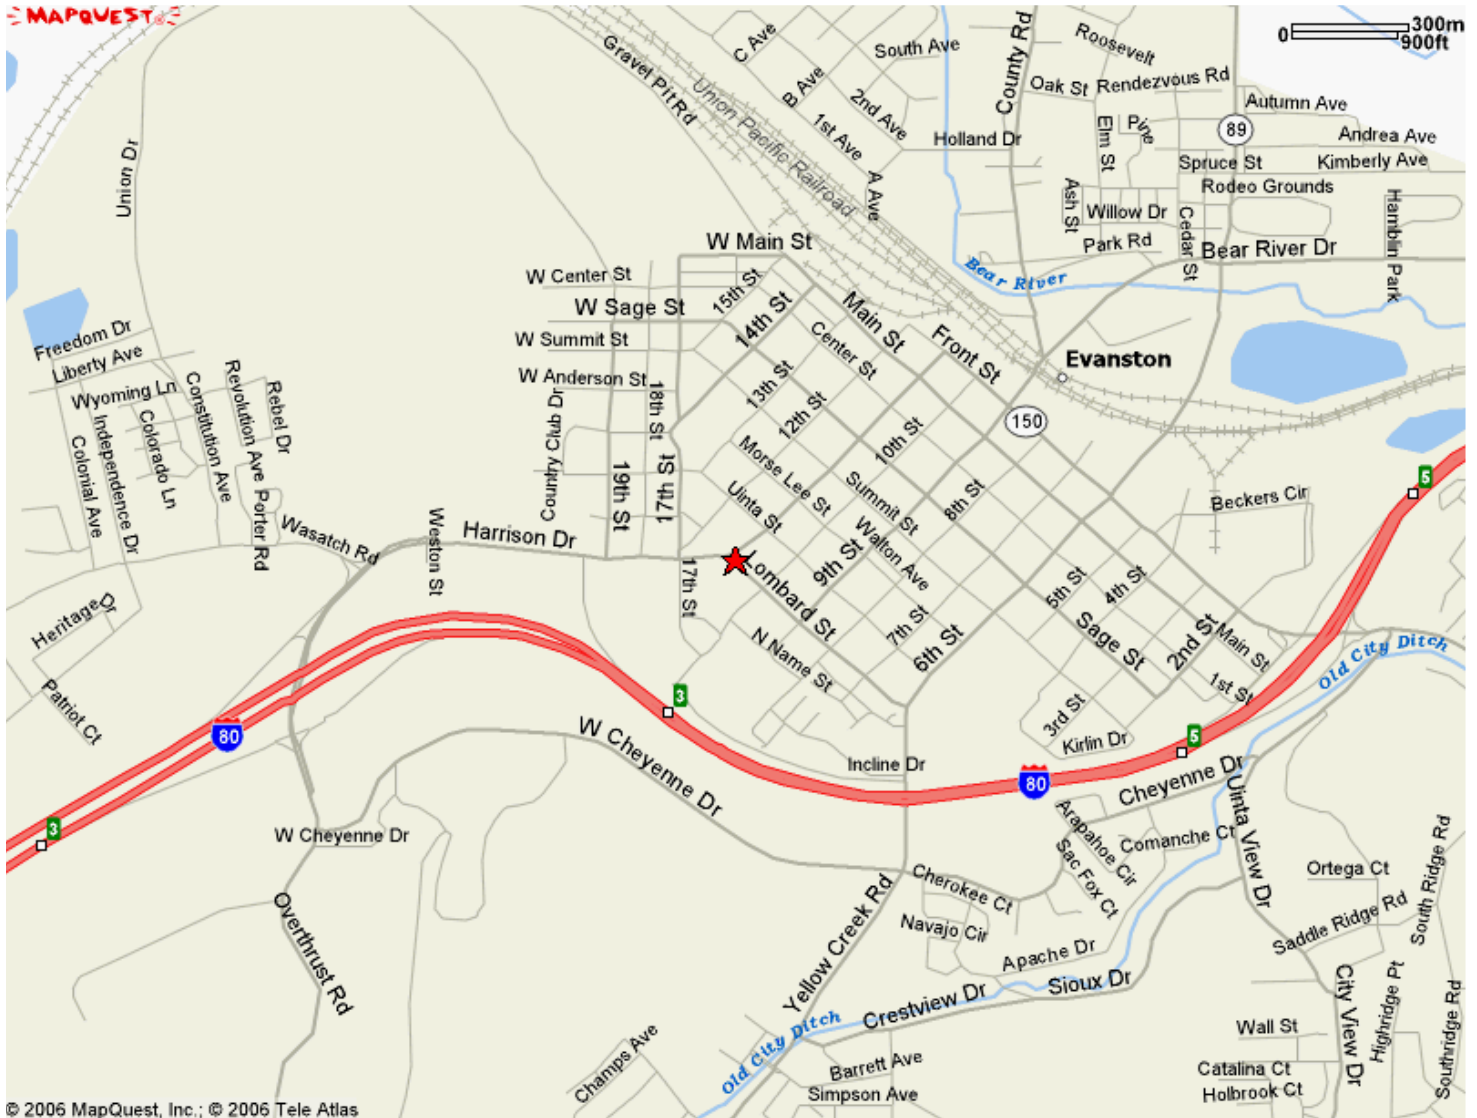 MAPQUEST
300m
0
900ft
C Ave
South Ave
County Rd
Roosevelt
Gravel Pit Rd
Union Pacific Railroad
B Ave
Oak St
Rendezvous Rd
2nd Ave
Autumn Ave
1st Ave
Elm St
Pine
89
Andrea Ave
Holland Dr
Spruce St
Kimberly Ave
Union Dr
A Ave
Ash St
Rodeo Grounds
Willow Dr
Cedar St
Hamblin Park
W Main St
Park Rd
Bear River Dr
W Center St
Bear River
15th St
W Sage St
14th St
Main St
Center St
Front St
Freedom Dr
W Summit St
Evanston
Liberty Ave
Wyoming Ln
Constitution Ave
Revolution Ave
Rebel Dr
W Anderson St
18th St
13th St
12th St
150
Colorado Ln
Independence Dr
Colonial Ave
Country Club Dr
19th St
17th St
Morse Lee St
10th St
Uinta St
Summit St
8th St
5
Beckers Cir
Porter Rd
Wasatch Rd
Weston St
Harrison Dr
Walton Ave
9th St
17th St
Lombard St
5th St
4th St
Heritage Dr
7th St
Sage St
2nd St
Main St
Old City Ditch
N Name St
6th St
1st St
Patriot Ct
3
3rd St
5
80
Kirlin Dr
W Cheyenne Dr
Incline Dr
80
Cheyenne Dr
3
W Cheyenne Dr
Arapahoe Cir
Uinta View Dr
Comanche Ct
Sac Fox Ct
Ortega Ct
South Ridge Rd
Cherokee Ct
Overthrust Rd
Yellow Creek Rd
Navajo Cir
Saddle Ridge Rd
Apache Dr
Sioux Dr
City View Dr
Highridge Pt
Southridge Rd
Crestview Dr
Old City Ditch
Wall St
Champs Ave
Barrett Ave
Catalina Ct
Simpson Ave
Holbrook Ct
© 2006 MapQuest, Inc.; © 2006 Tele Atlas